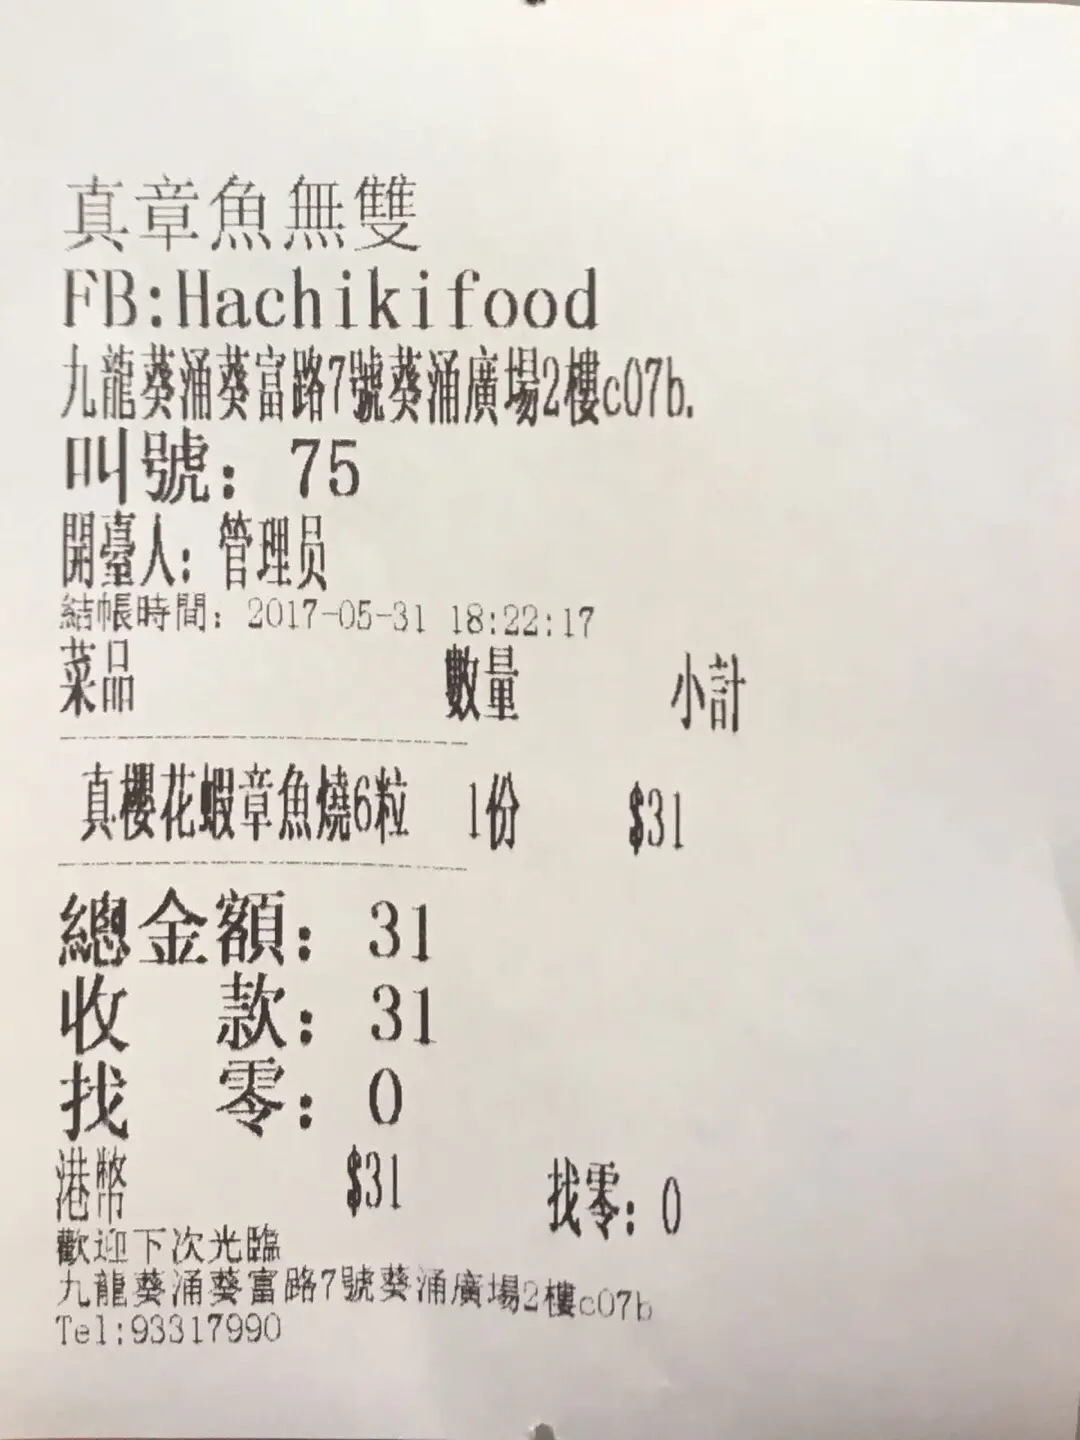 真章魚無雙
FB:Hachikifood
九龍葵涌葵富路7號葵涌廣場2樓c07b.
叫號：75
開臺人：管理员
結帳時間：2017-05-31 18:22:17
菜品 數量 小計
真櫻花蝦章魚燒6粒 1份 $31
總金額：31
收 款：31
找 零：0
港幣 $31 找零：0
歡迎下次光臨
九龍葵涌葵富路7號葵涌廣場2樓c07b
Tel:93317990